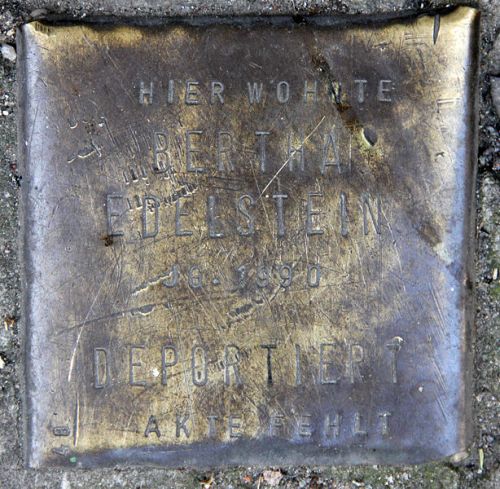 HIER WOHNTE
BERTHA
EDELSTEIN
JG. 1890
DEPORTIERT
AKTE FEHLT